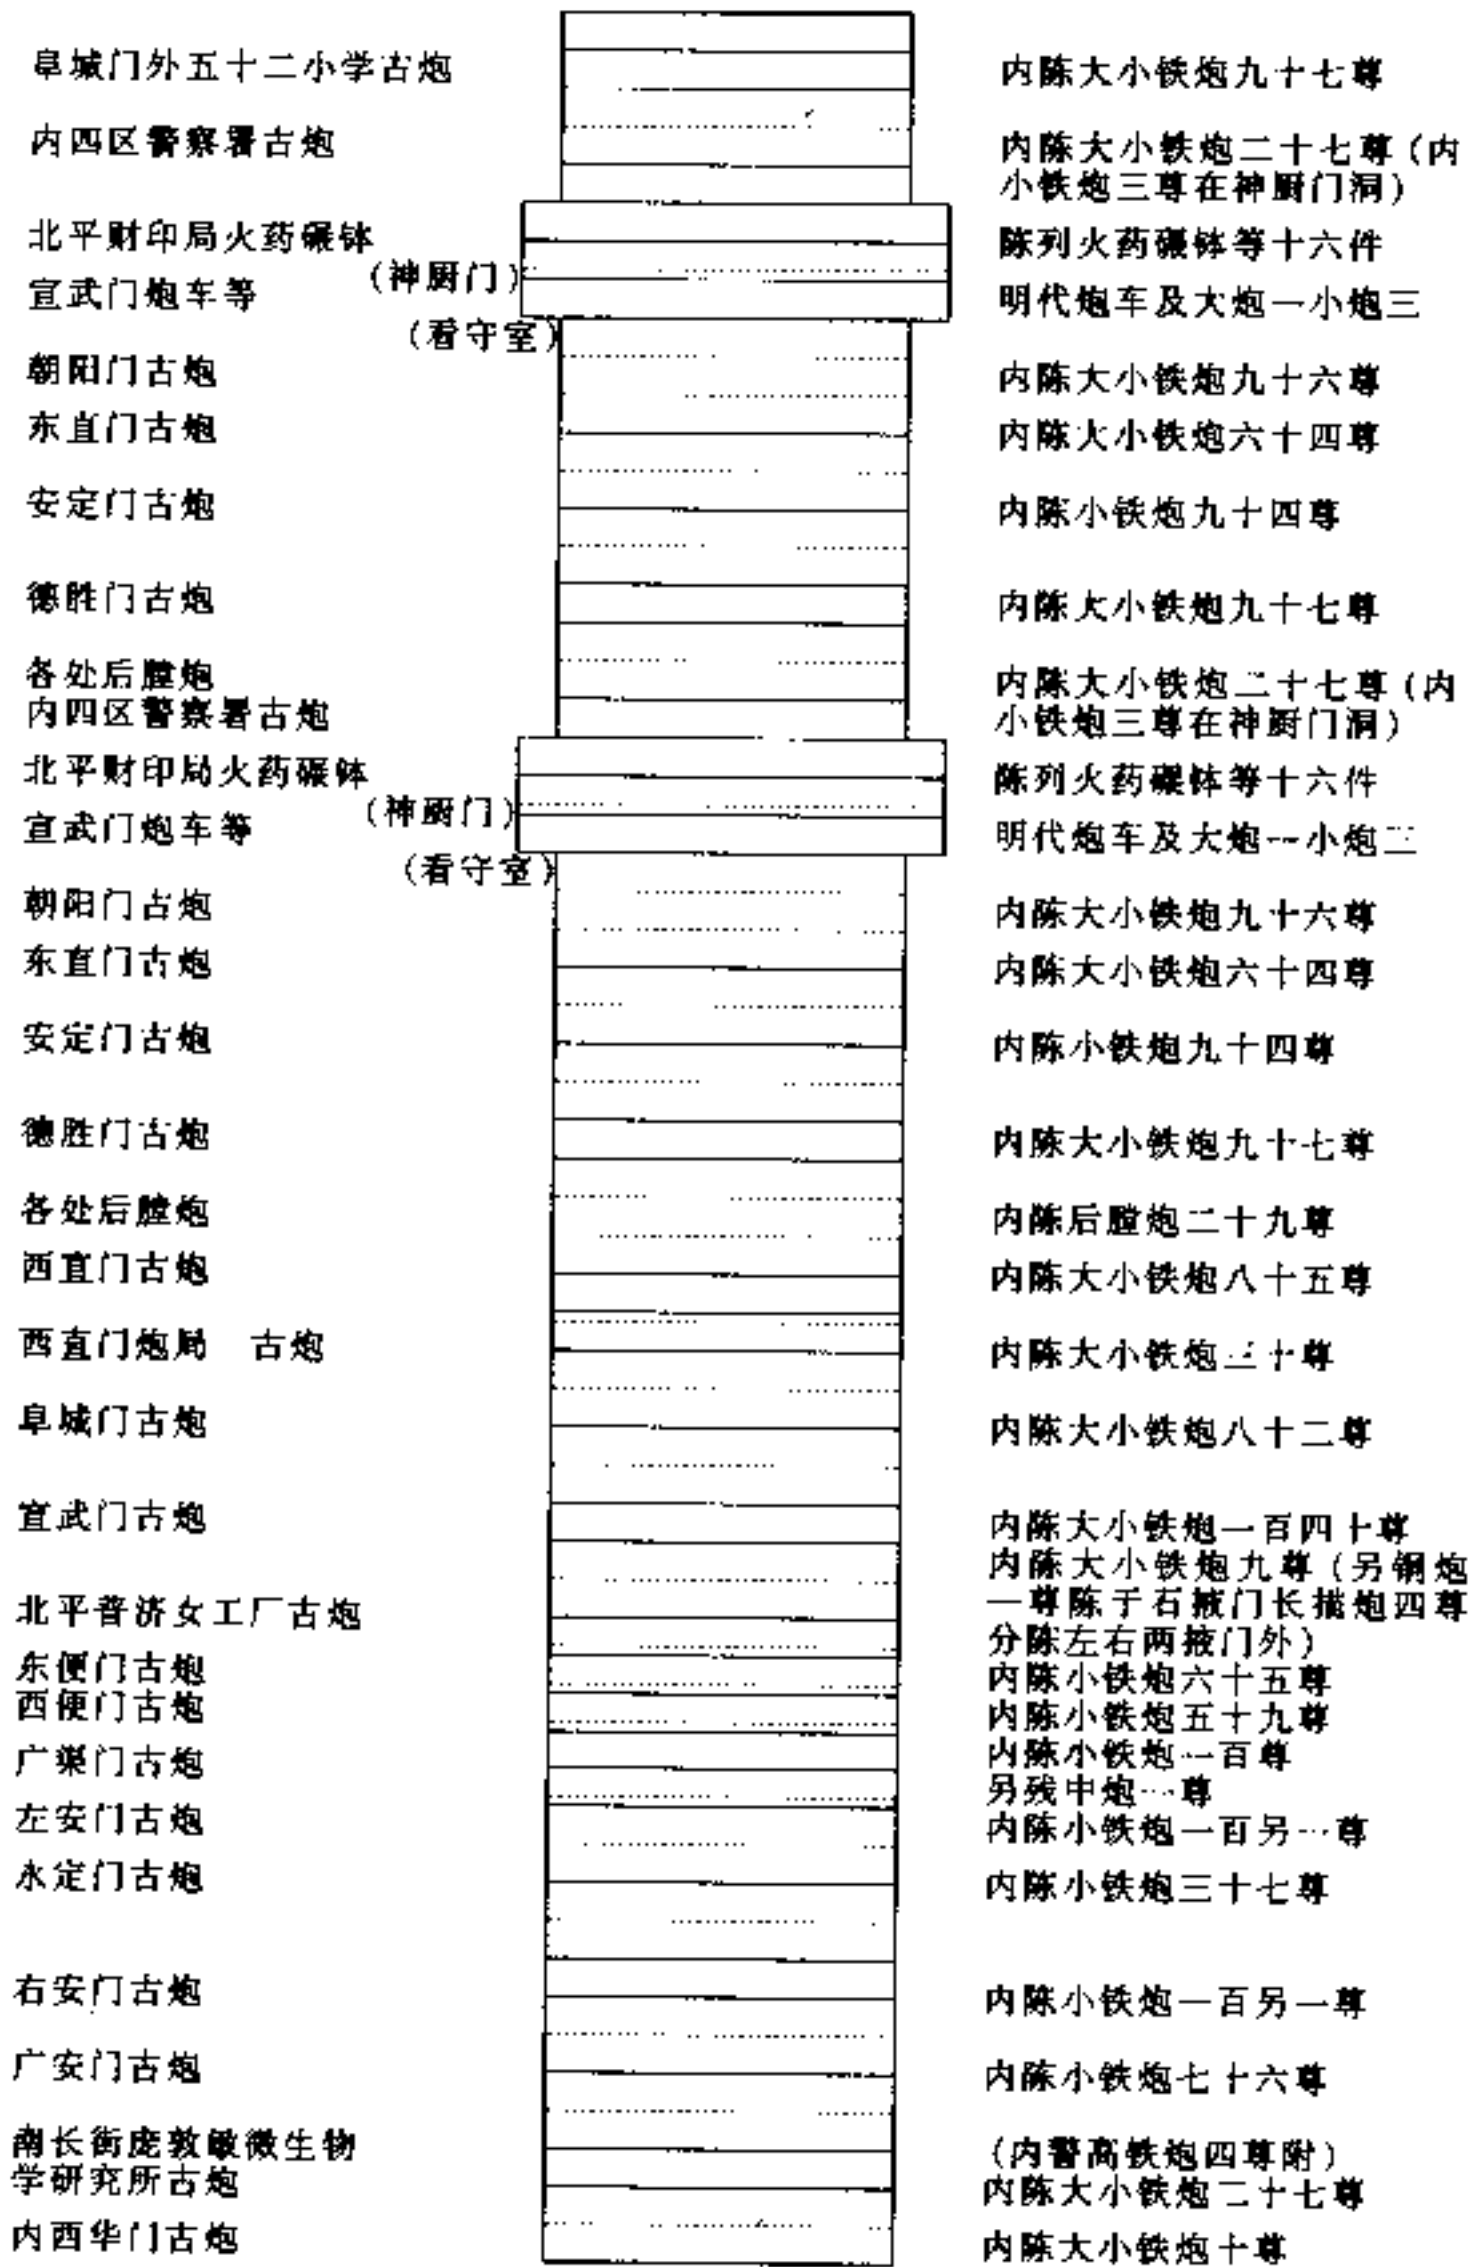 阜城门外五十二小学古炮
内陈大小铁炮九十七尊
内四区警察署古炮
内陈大小铁炮二十七尊(内
小铁炮三尊在神厨门洞)
北平财印局火药碾钵
陈列火药碾钵等十六件
(神厨门)
宣武门炮车等
明代炮车及大炮一小炮三
(看守室)
朝阳门古炮
内陈大小铁炮九十六尊
东直门古炮
内陈大小铁炮六十四尊
安定门古炮
内陈小铁炮九十四尊
德胜门古炮
内陈大小铁炮九十七尊
各处后膛炮
内四区警察署古炮
内陈大小铁炮二十七尊(内
小铁炮三尊在神厨门洞)
北平财印局火药碾钵
陈列火药碾钵等十六件
(神厨门)
宣武门炮车等
明代炮车及大炮一小炮三
(看守室)
朝阳门古炮
内陈大小铁炮九十六尊
东直门古炮
内陈大小铁炮六十四尊
安定门古炮
内陈小铁炮九十四尊
德胜门古炮
内陈大小铁炮九十七尊
各处后膛炮
内陈后膛炮二十九尊
西直门古炮
内陈大小铁炮八十五尊
西直门炮局 古炮
内陈大小铁炮三十尊
阜城门古炮
内陈大小铁炮八十二尊
宣武门古炮
内陈大小铁炮一百四十尊
北平普济女工厂古炮
内陈大小铁炮九尊(另铜炮
一尊陈于石掖门长 炮四尊
分陈左右两掖门外)
东便门古炮
内陈小铁炮六十五尊
西便门古炮
内陈小铁炮五十九尊
广渠门古炮
内陈小铁炮一百尊
另残中炮一尊
左安门古炮
内陈小铁炮一百另一尊
永定门古炮
内陈小铁炮三十七尊
右安门古炮
内陈小铁炮一百另一尊
广安门古炮
内陈小铁炮七十六尊
南长街庞敦敏微生物
学研究所古炮
(内警高铁炮四尊附)
内陈大小铁炮二十七尊
内西华门古炮
内陈大小铁炮十尊